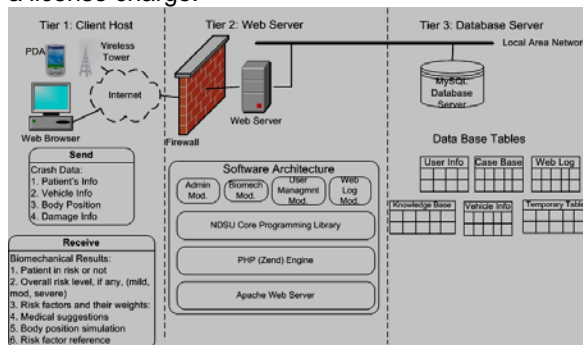 a license charge.
Tier 1: Client Host
Tier 2: Web Server
Tier 3: Database Server
PDA
Wireless
Tower
Internet
Web Browser
Firewall
Web Server
Local Area Network
MySQL
Database
Server
Send
Crash Data:
1. Patient's Info
2. Vehicle Info
3. Body Position
4. Damage Info
Receive
Biomechanical Results:
1. Patient in risk or not
2. Overall risk level, if any, (mild,
mod, severe)
3. Risk factors and their weights:
4. Medical suggestions
5. Body position simulation
6. Risk factor reference
Software Architecture
Admin
Mod.
Biomech
Mod.
User
Managmnt
Mod.
Web
Log
Mod.
NDSU Core Programming Library
PHP (Zend) Engine
Apache Web Server
Data Base Tables
User Info
Case Base
Web Log
Knowledge Base
Vehicle Info
Temporary Table